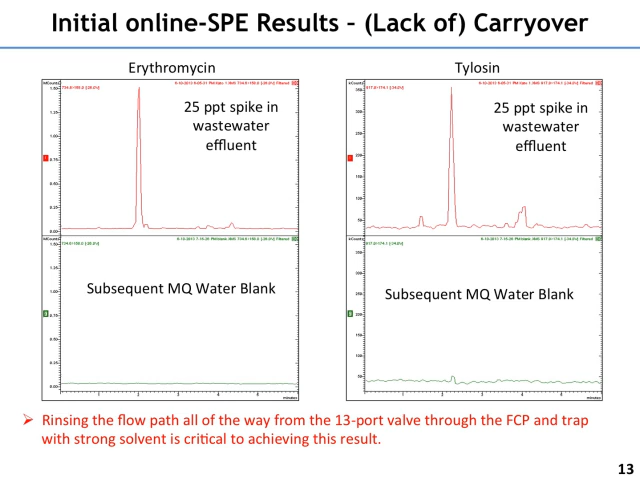 Initial online-SPE Results – (Lack of) Carryover
Erythromycin
Tylosin
25 ppt spike in
wastewater
effluent
25 ppt spike in
wastewater
effluent
Subsequent MQ Water Blank
Subsequent MQ Water Blank
minutes
minutes
➢ Rinsing the flow path all of the way from the 13-port valve through the FCP and trap
with strong solvent is critical to achieving this result.
13